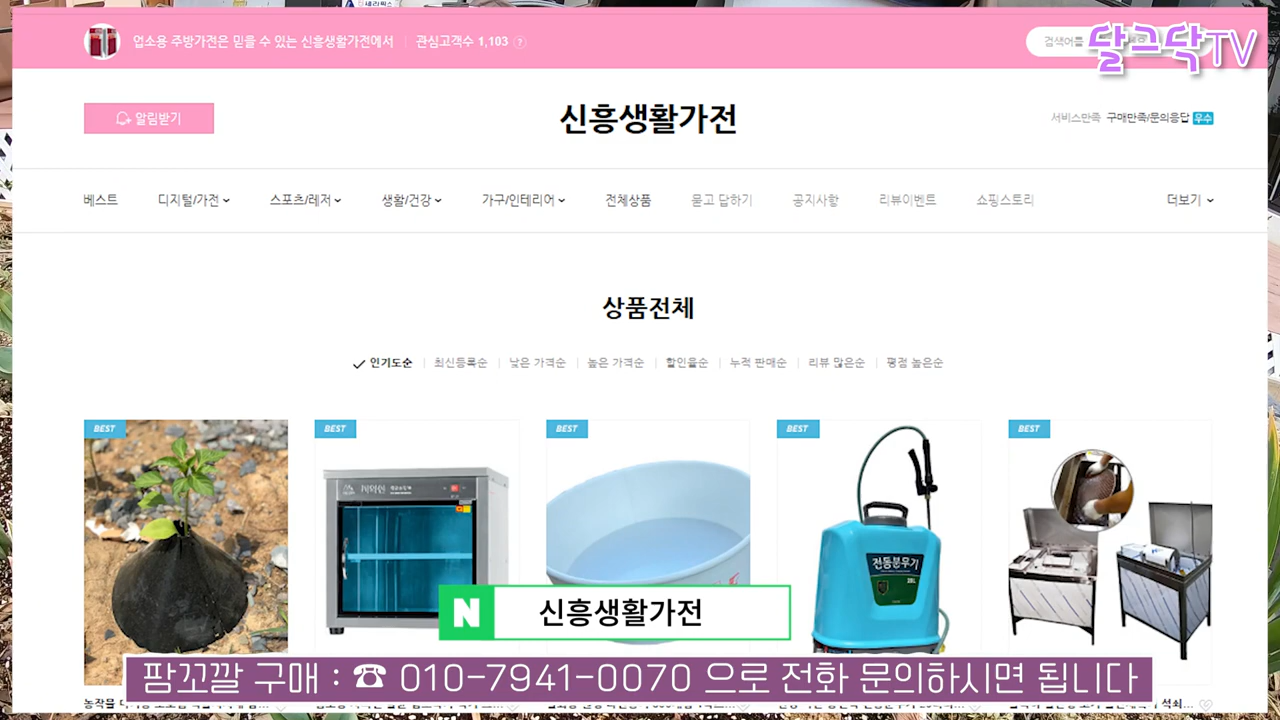 업소용 주방가전은 믿을 수 있는 신흥생활가전에서 관심고객수 1,103 ?
검색어를
달그닥TV
알림받기
신흥생활가전
서비스만족 구매만족/문의응답 우수
베스트 디지털/가전 스포츠/레저 생활/건강 가구/인테리어 전체상품 묻고 답하기 공지사항 리뷰이벤트 쇼핑스토리 더보기
상품전체
인기도순 최신등록순 낮은 가격순 높은 가격순 할인율순 누적 판매순 리뷰 많은순 평점 높은순
BEST BEST BEST BEST BEST
전동분무기
20L
N 신흥생활가전
팜꼬깔 구매 : ☎ 010-7941-0070 으로 전화 문의하시면 됩니다